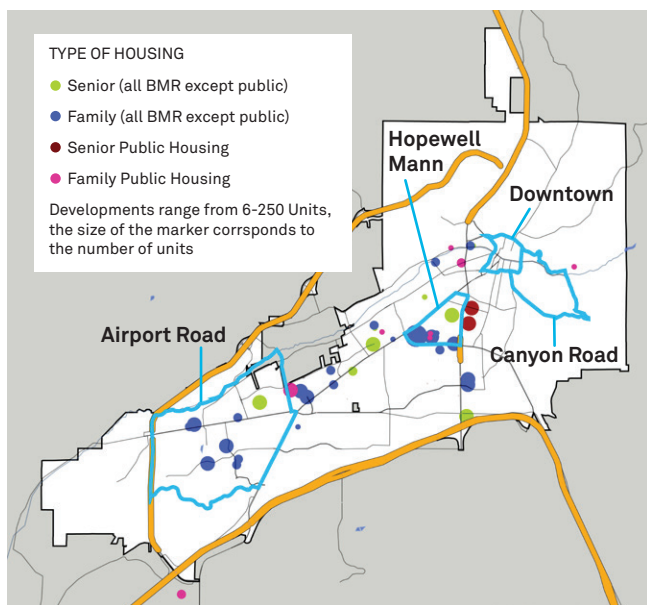 TYPE OF HOUSING
Senior (all BMR except public)
Family (all BMR except public)
Senior Public Housing
Family Public Housing
Developments range from 6-250 Units,
the size of the marker corrsponds to
the number of units
Hopewell
Mann
Downtown
Airport Road
Canyon Road